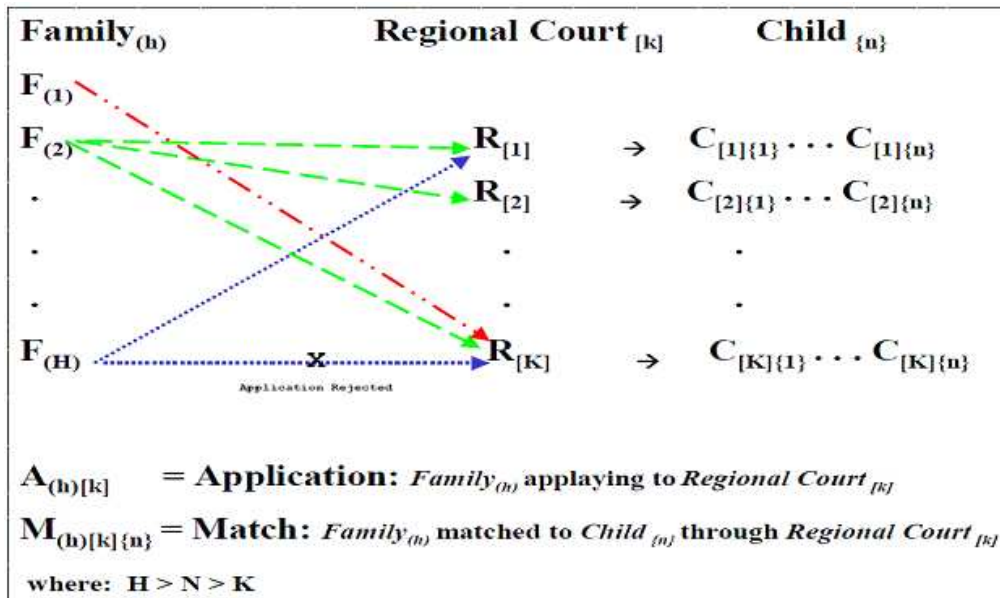 Family(h) Regional Court [k] Child {n}
F(1)
F(2) R[1] → C[1]{1} . . . C[1]{n}
. R[2] → C[2]{1} . . . C[2]{n}
. . .
. . .
F(H) X R[K] → C[K]{1} . . . C[K]{n}
Application Rejected
A(h)[k] = Application: Family(h) applaying to Regional Court [k]
M(h)[k]{n} = Match: Family(h) matched to Child {n} through Regional Court [k]
where: H > N > K